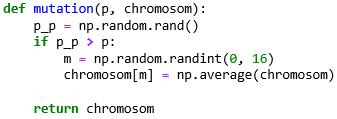 def mutation(p, chromosom):
    p_p = np.random.rand()
    if p_p > p:
        m = np.random.randint(0, 16)
        chromosom[m] = np.average(chromosom)
    return chromosom